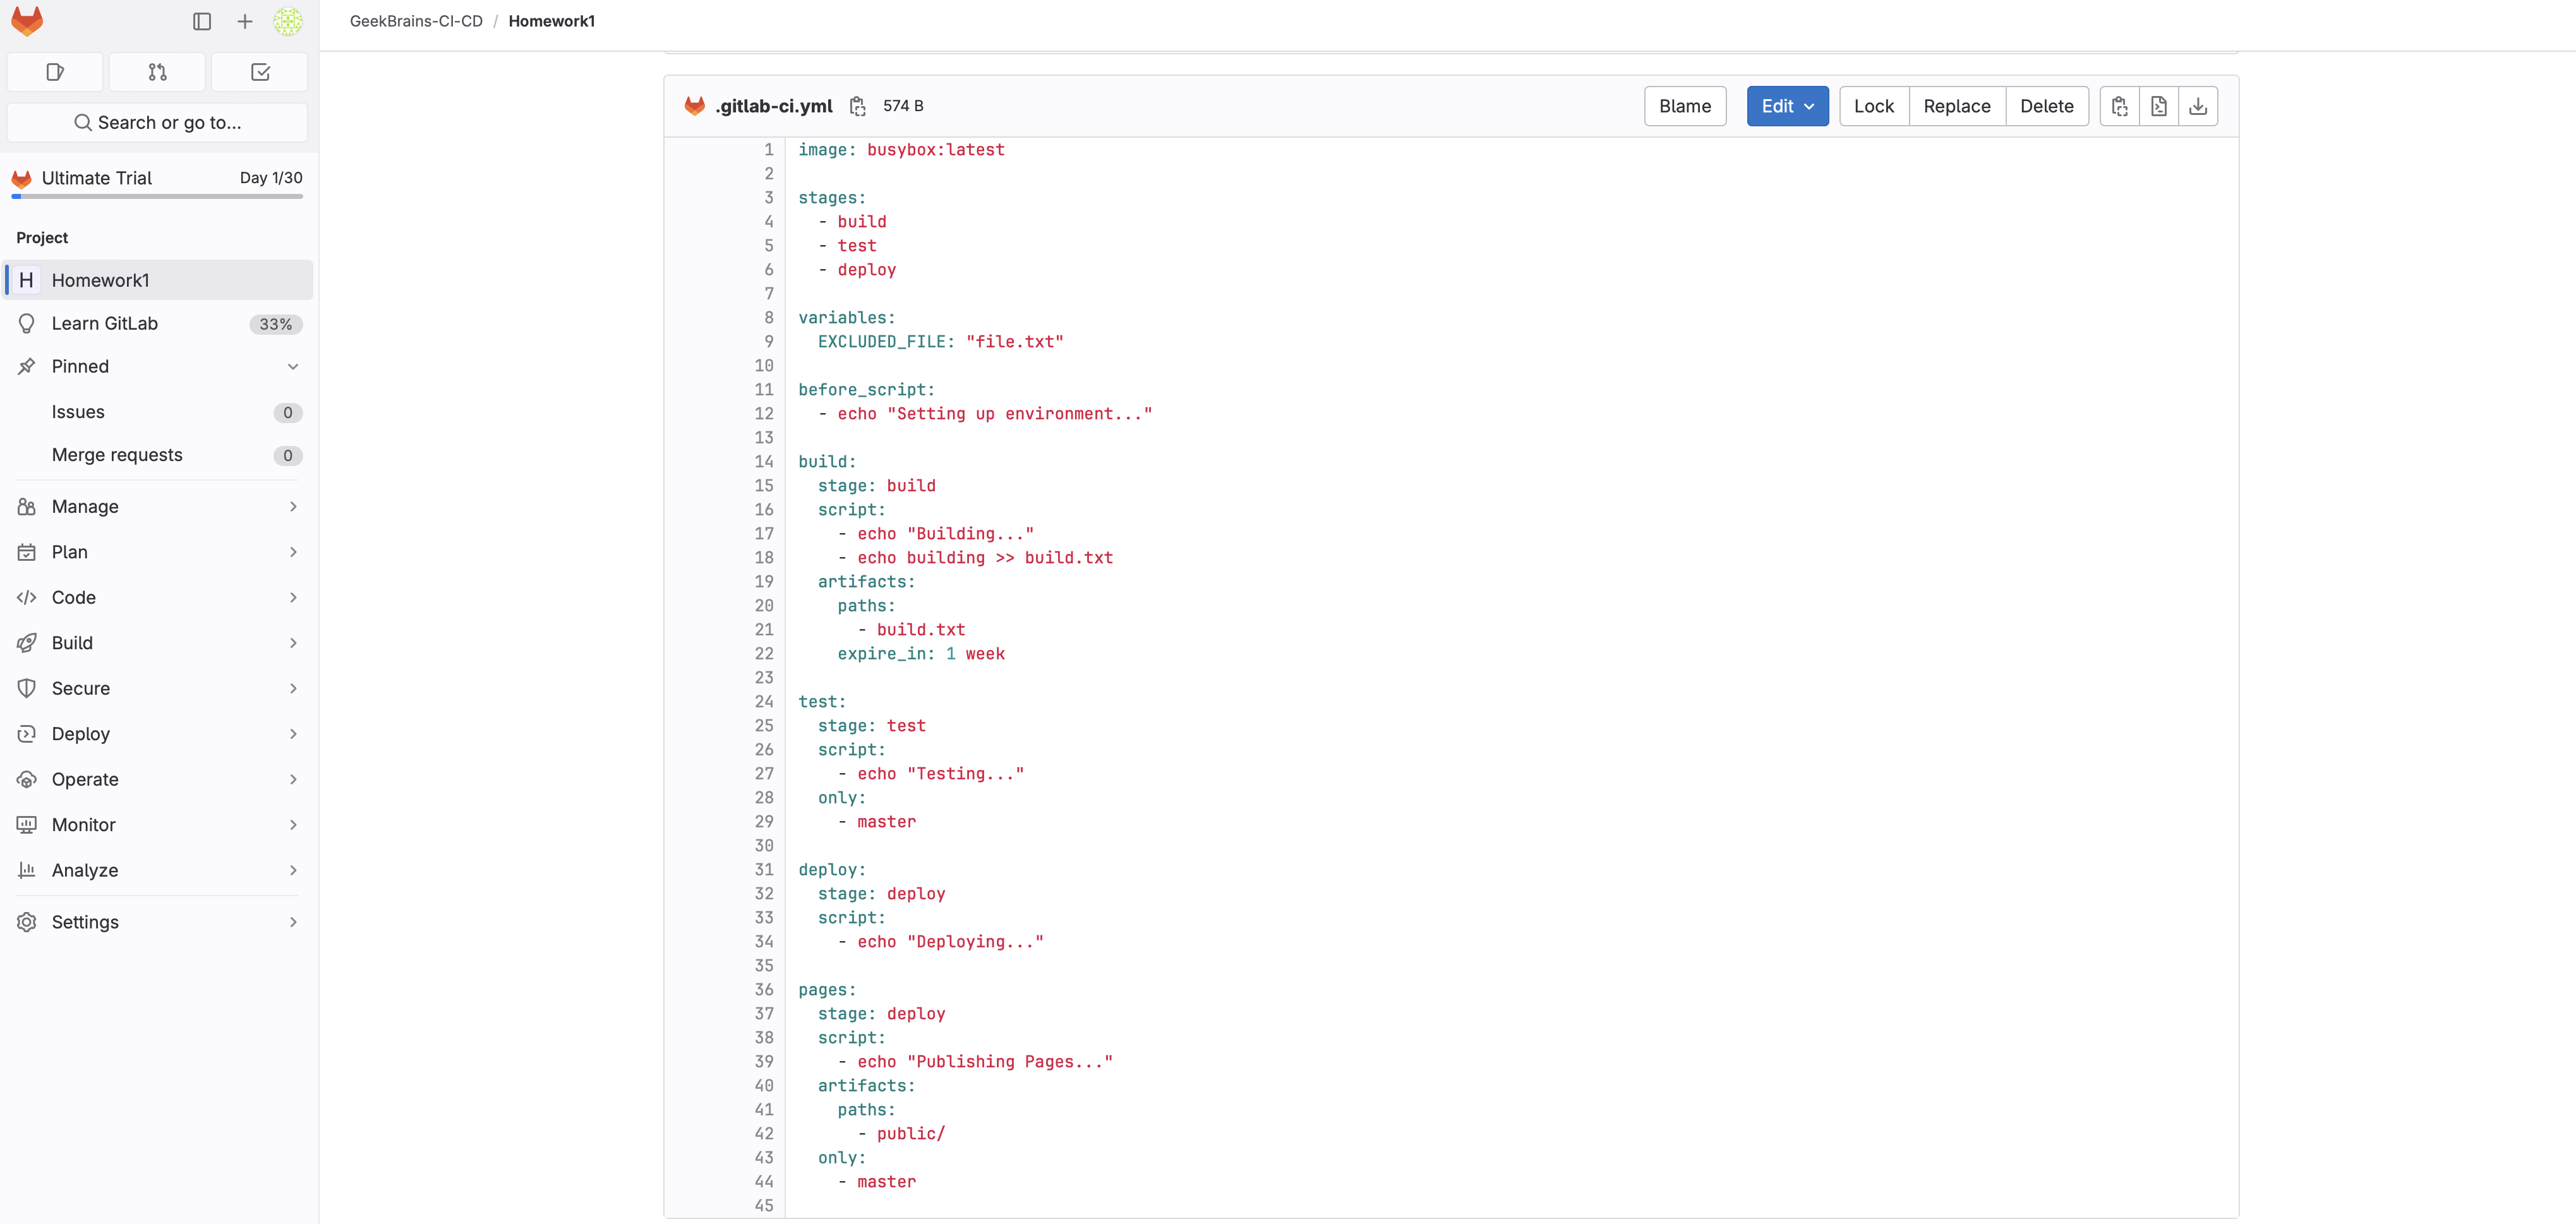 GeekBrains-CI-CD / Homework1
Search or go to...
Ultimate Trial Day 1/30
Project
H Homework1
Learn GitLab 33%
Pinned
Issues 0
Merge requests 0
Manage
Plan
Code
Build
Secure
Deploy
Operate
Monitor
Analyze
Settings
.gitlab-ci.yml 574 B Blame Edit Lock Replace Delete
1 image: busybox:latest
2
3 stages:
4   - build
5   - test
6   - deploy
7
8 variables:
9   EXCLUDED_FILE: "file.txt"
10
11 before_script:
12   - echo "Setting up environment..."
13
14 build:
15   stage: build
16   script:
17     - echo "Building..."
18     - echo building >> build.txt
19   artifacts:
20     paths:
21       - build.txt
22     expire_in: 1 week
23
24 test:
25   stage: test
26   script:
27     - echo "Testing..."
28   only:
29     - master
30
31 deploy:
32   stage: deploy
33   script:
34     - echo "Deploying..."
35
36 pages:
37   stage: deploy
38   script:
39     - echo "Publishing Pages..."
40   artifacts:
41     paths:
42       - public/
43   only:
44     - master
45